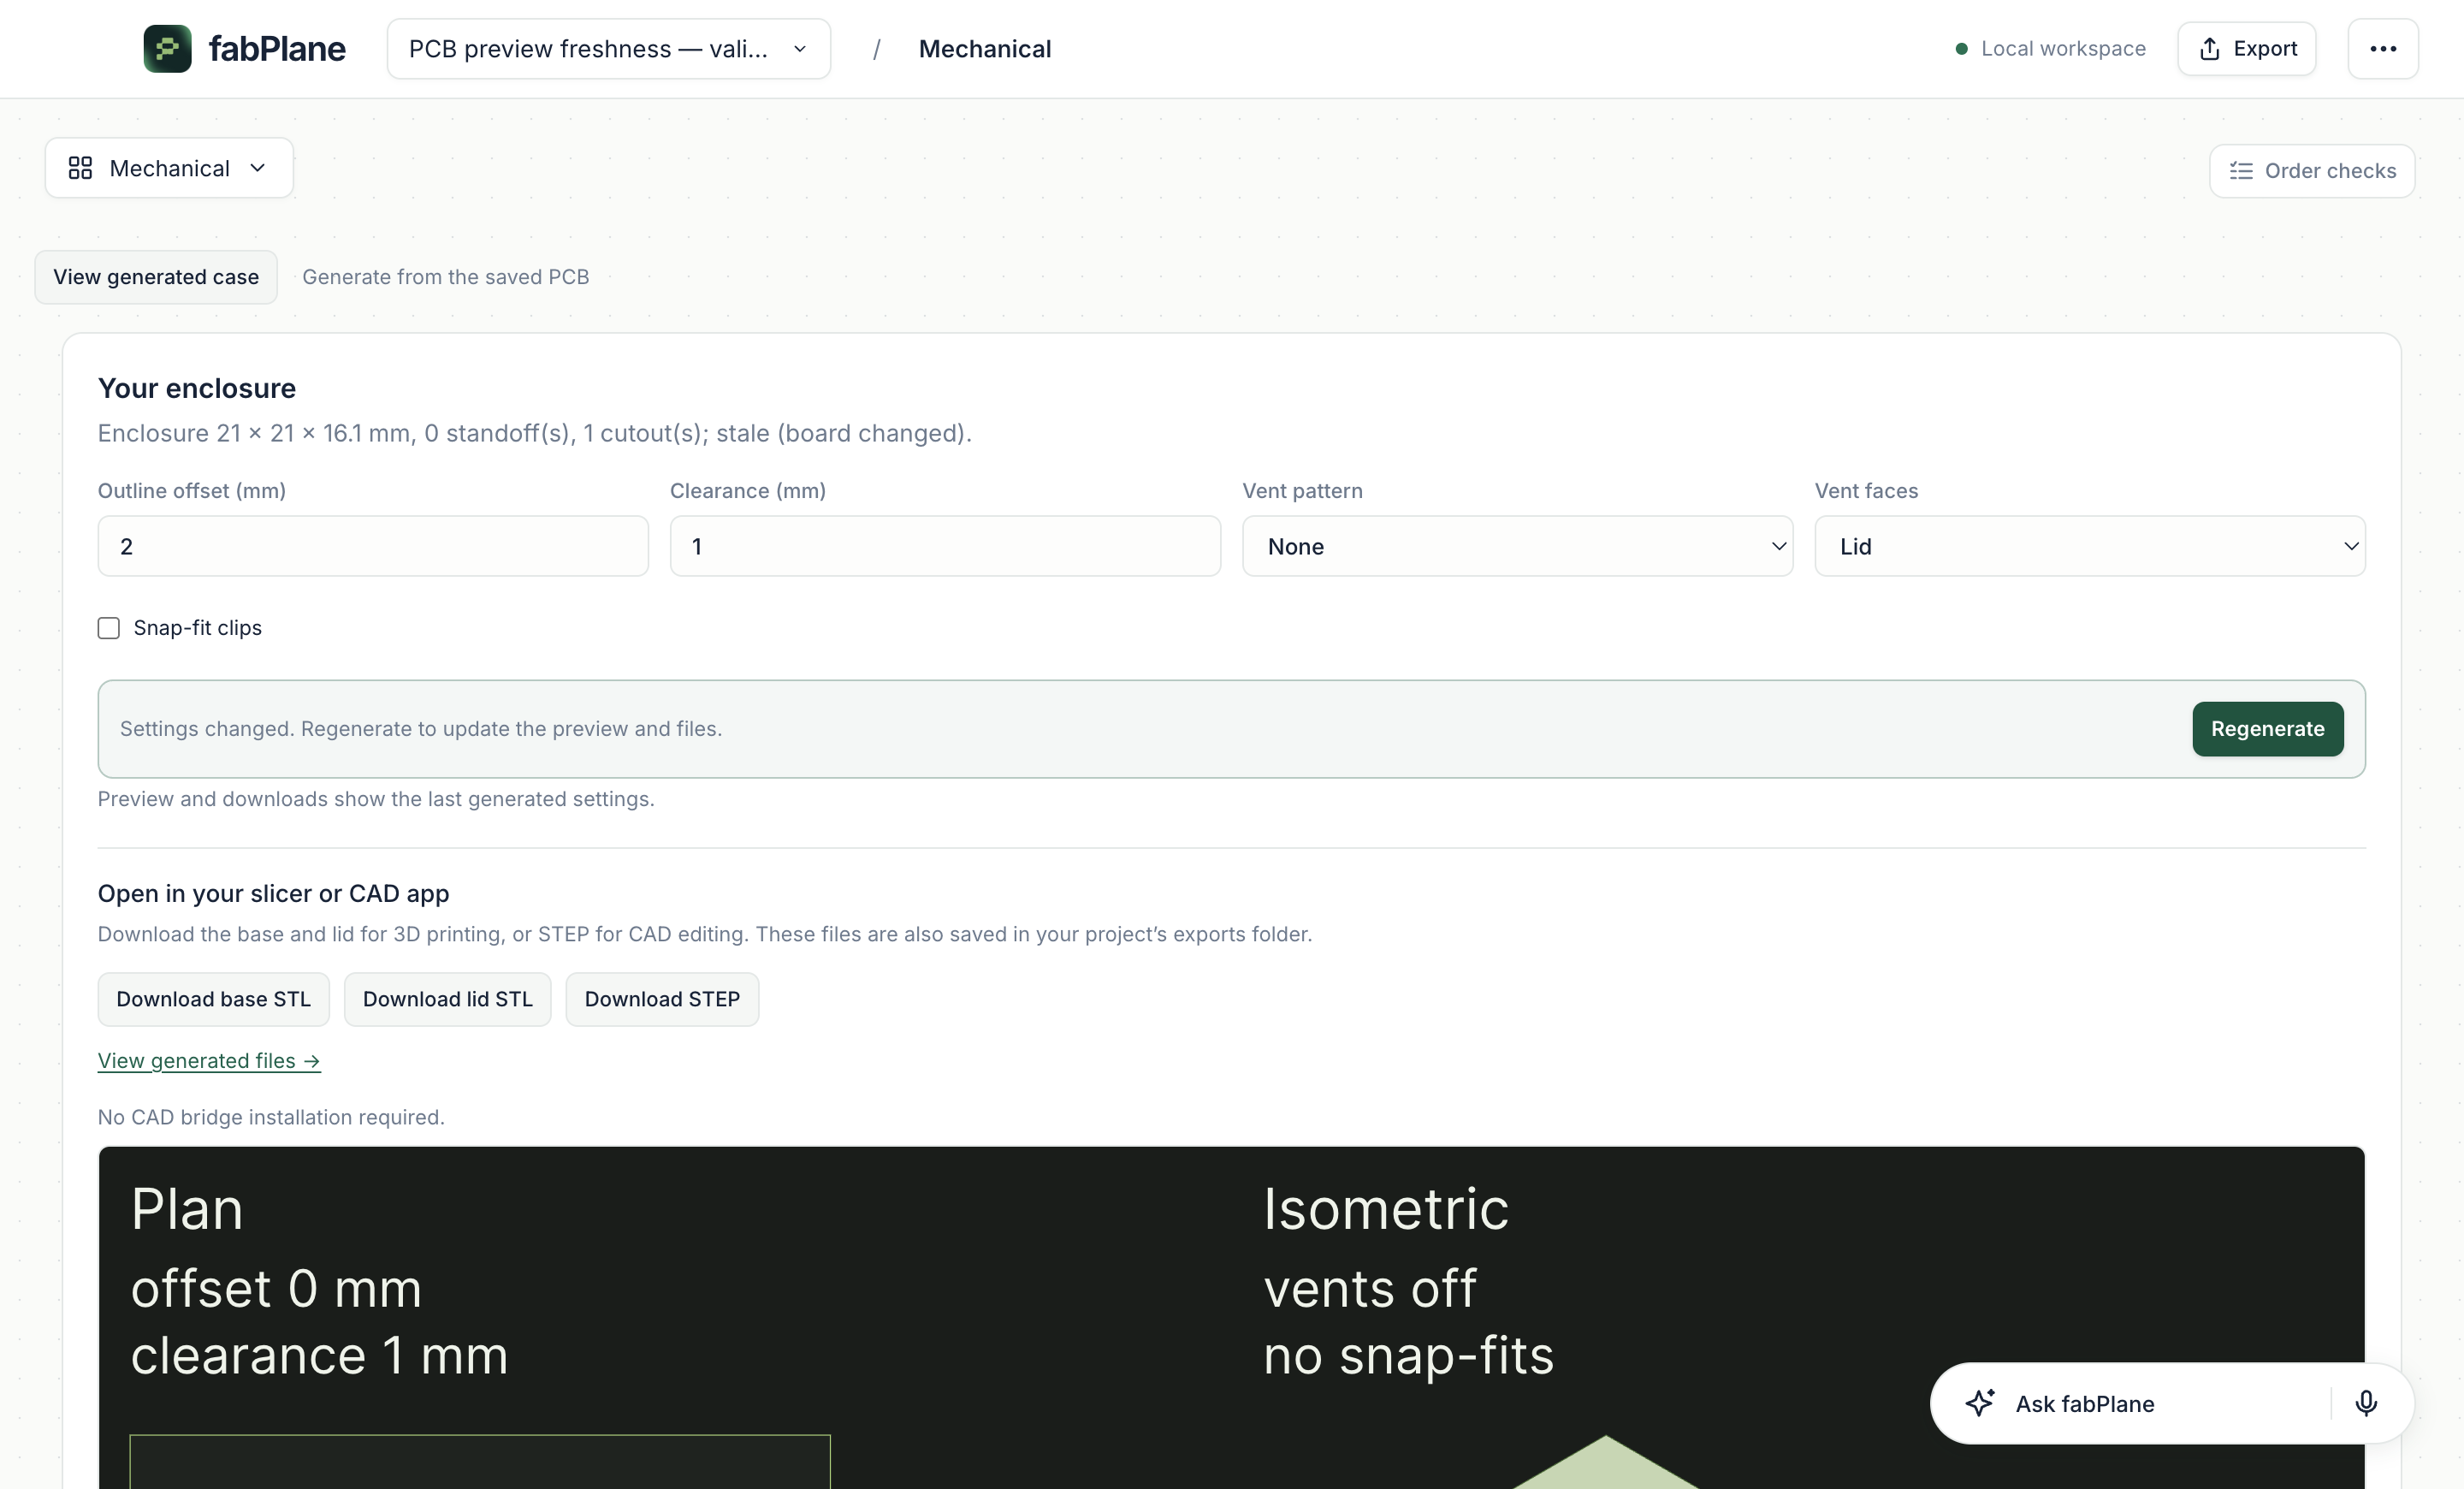 fabPlane
PCB preview freshness — vali...
/
Mechanical
Local workspace
Export
Mechanical
Order checks
View generated case
Generate from the saved PCB
Your enclosure
Enclosure 21 × 21 × 16.1 mm, 0 standoff(s), 1 cutout(s); stale (board changed).
Outline offset (mm)
Clearance (mm)
Vent pattern
Vent faces
2
1
None
Lid
Snap-fit clips
Settings changed. Regenerate to update the preview and files.
Regenerate
Preview and downloads show the last generated settings.
Open in your slicer or CAD app
Download the base and lid for 3D printing, or STEP for CAD editing. These files are also saved in your project’s exports folder.
Download base STL
Download lid STL
Download STEP
View generated files →
No CAD bridge installation required.
Plan
offset 0 mm
clearance 1 mm
Isometric
vents off
no snap-fits
Ask fabPlane